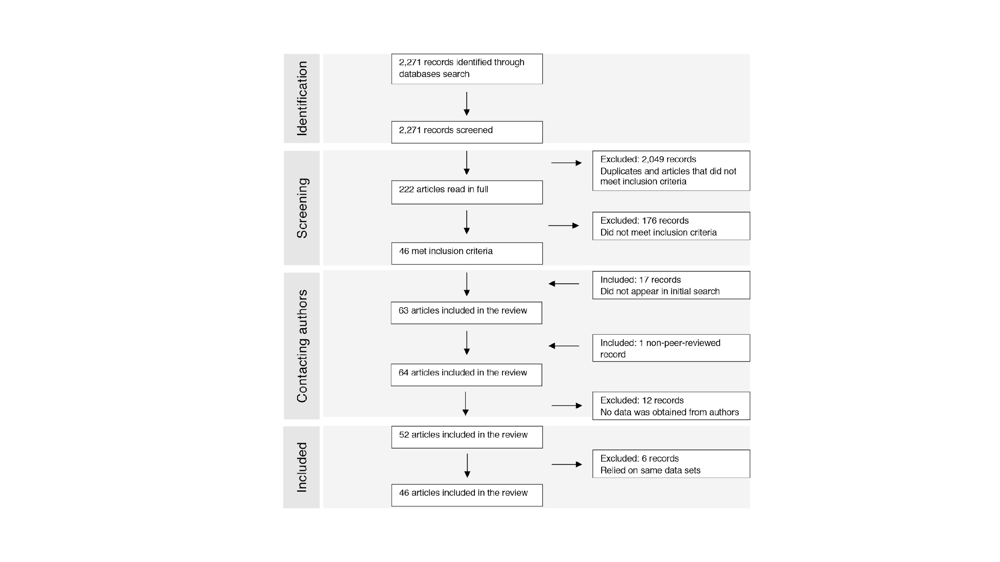 Identification
2,271 records identified through
databases search
2,271 records screened
Screening
Excluded: 2,049 records
Duplicates and articles that did not
meet inclusion criteria
222 articles read in full
Excluded: 176 records
Did not meet inclusion criteria
46 met inclusion criteria
Contacting authors
Included: 17 records
Did not appear in initial search
63 articles included in the review
Included: 1 non-peer-reviewed
record
64 articles included in the review
Excluded: 12 records
No data was obtained from authors
Included
52 articles included in the review
Excluded: 6 records
Relied on same data sets
46 articles included in the review